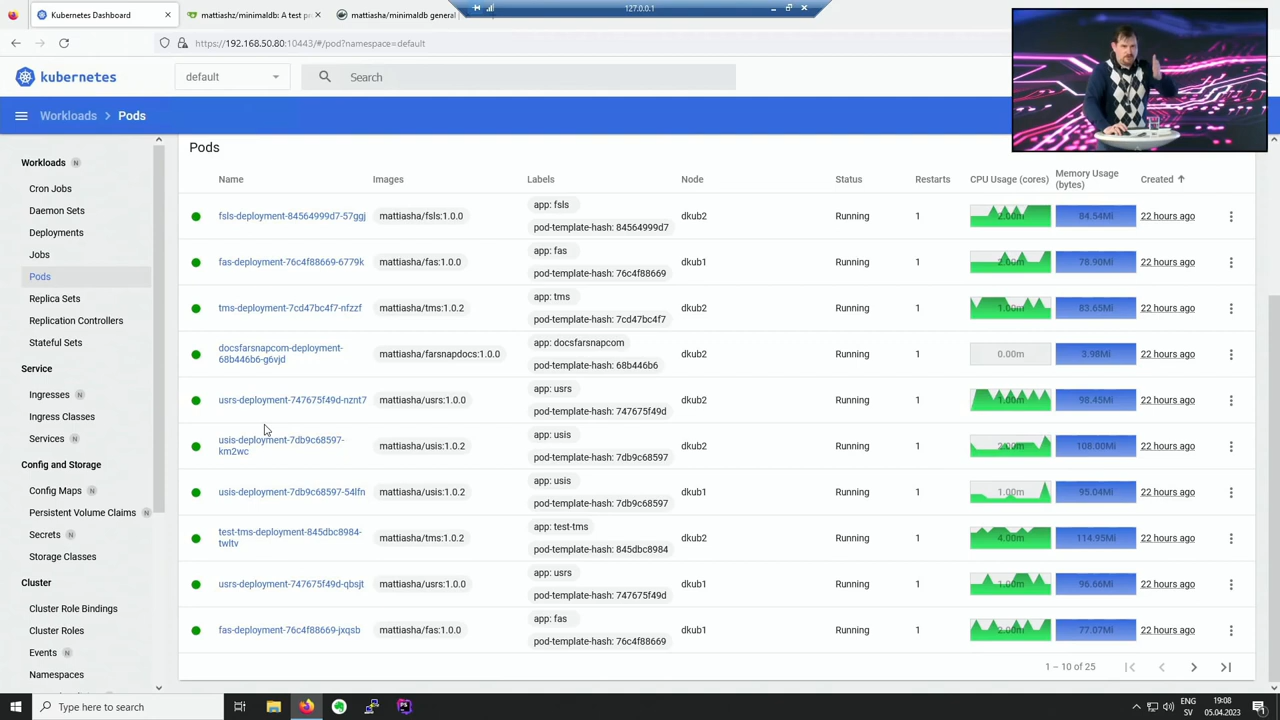 Kubernetes Dashboard
mattiashz/minimaldb: A test p
mattiasha/minimaldb general |
127.0.0.1
https://192.168.50.80:10443/#/pod?namespace=default
kubernetes
default
Search
Workloads > Pods
Workloads N
Cron Jobs
Daemon Sets
Deployments
Jobs
Pods
Replica Sets
Replication Controllers
Stateful Sets
Service
Ingresses N
Ingress Classes
Services N
Config and Storage
Config Maps N
Persistent Volume Claims N
Secrets N
Storage Classes
Cluster
Cluster Role Bindings
Cluster Roles
Events N
Namespaces
Pods
Name Images Labels Node Status Restarts CPU Usage (cores) Memory Usage (bytes) Created
fsls-deployment-84564999d7-57ggj mattiasha/fsls:1.0.0 app: fsls dkub2 Running 1 2.00m 84.54Mi 22 hours ago
pod-template-hash: 84564999d7
fas-deployment-76c4f88669-6779k mattiasha/fas:1.0.0 app: fas dkub1 Running 1 2.00m 78.90Mi 22 hours ago
pod-template-hash: 76c4f88669
tms-deployment-7cd47bc4f7-nfzzf mattiasha/tms:1.0.2 app: tms dkub2 Running 1 1.00m 83.65Mi 22 hours ago
pod-template-hash: 7cd47bc4f7
docsfarsnapcom-deployment- mattiasha/farsnapdocs:1.0.0 app: docsfarsnapcom dkub2 Running 1 0.00m 3.98Mi 22 hours ago
68b446b6-g6vjd pod-template-hash: 68b446b6
usrs-deployment-747675f49d-nznt7 mattiasha/usrs:1.0.0 app: usrs dkub2 Running 1 1.00m 98.45Mi 22 hours ago
pod-template-hash: 747675f49d
usis-deployment-7db9c68597- mattiasha/usis:1.0.2 app: usis dkub2 Running 1 2.00m 108.00Mi 22 hours ago
km2wc pod-template-hash: 7db9c68597
usis-deployment-7db9c68597-54lfn mattiasha/usis:1.0.2 app: usis dkub1 Running 1 1.00m 95.04Mi 22 hours ago
pod-template-hash: 7db9c68597
test-tms-deployment-845dbc8984- mattiasha/tms:1.0.2 app: test-tms dkub2 Running 1 4.00m 114.95Mi 22 hours ago
twltv pod-template-hash: 845dbc8984
usrs-deployment-747675f49d-qbsjt mattiasha/usrs:1.0.0 app: usrs dkub1 Running 1 1.00m 96.66Mi 22 hours ago
pod-template-hash: 747675f49d
fas-deployment-76c4f88669-jxqsb mattiasha/fas:1.0.0 app: fas dkub1 Running 1 2.00m 77.07Mi 22 hours ago
pod-template-hash: 76c4f88669
1 – 10 of 25
Type here to search
ENG
SV
19:08
05.04.2023
1